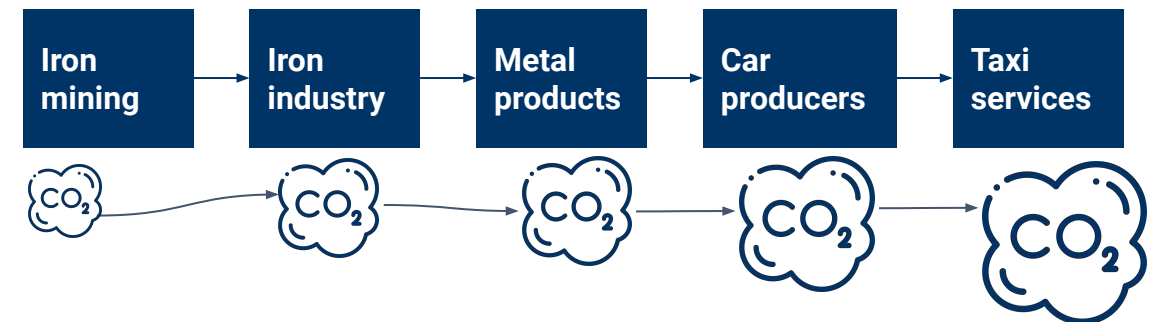 Iron
mining
Iron
industry
Metal
products
Car
producers
Taxi
services
CO2
CO2
CO2
CO2
CO2